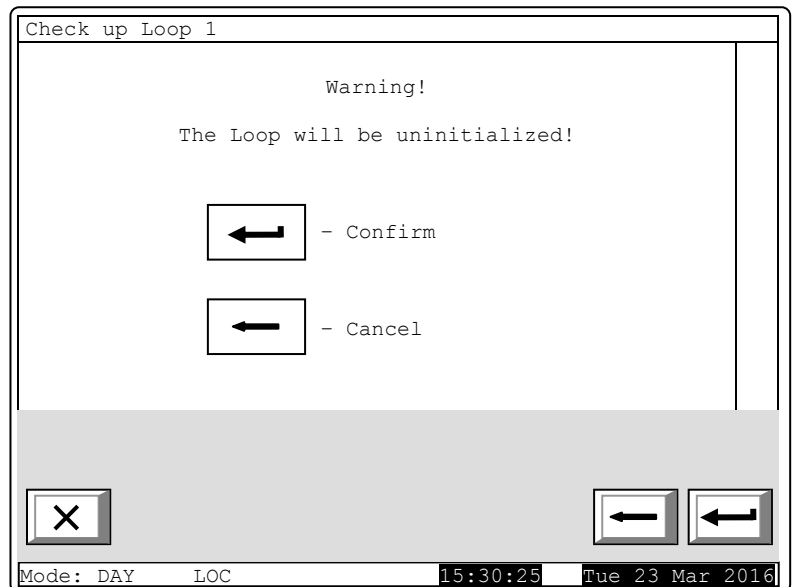 Check up Loop 1
Warning!
The Loop will be uninitialized!
- Confirm
- Cancel
Mode: DAY LOC 15:30:25 Tue 23 Mar 2016